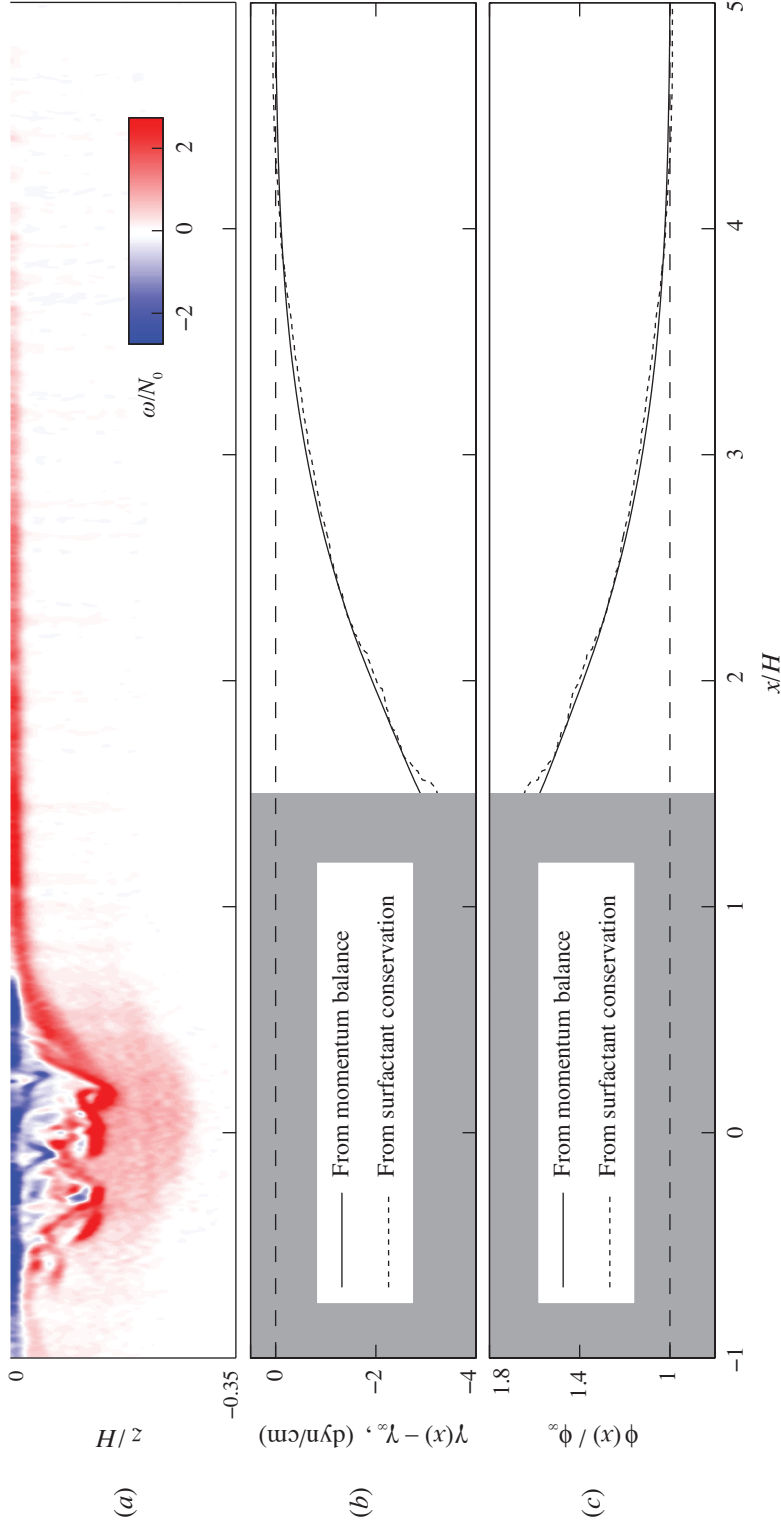 (a)
z/H
0
−0.35
ω/N₀
−2
0
2
(b)
γ(x) − γ∞, (dyn/cm)
0
−2
−4
From momentum balance
From surfactant conservation
(c)
ϕ(x) / ϕ∞
1.8
1.4
1
From momentum balance
From surfactant conservation
−1
0
1
2
3
4
5
x/H